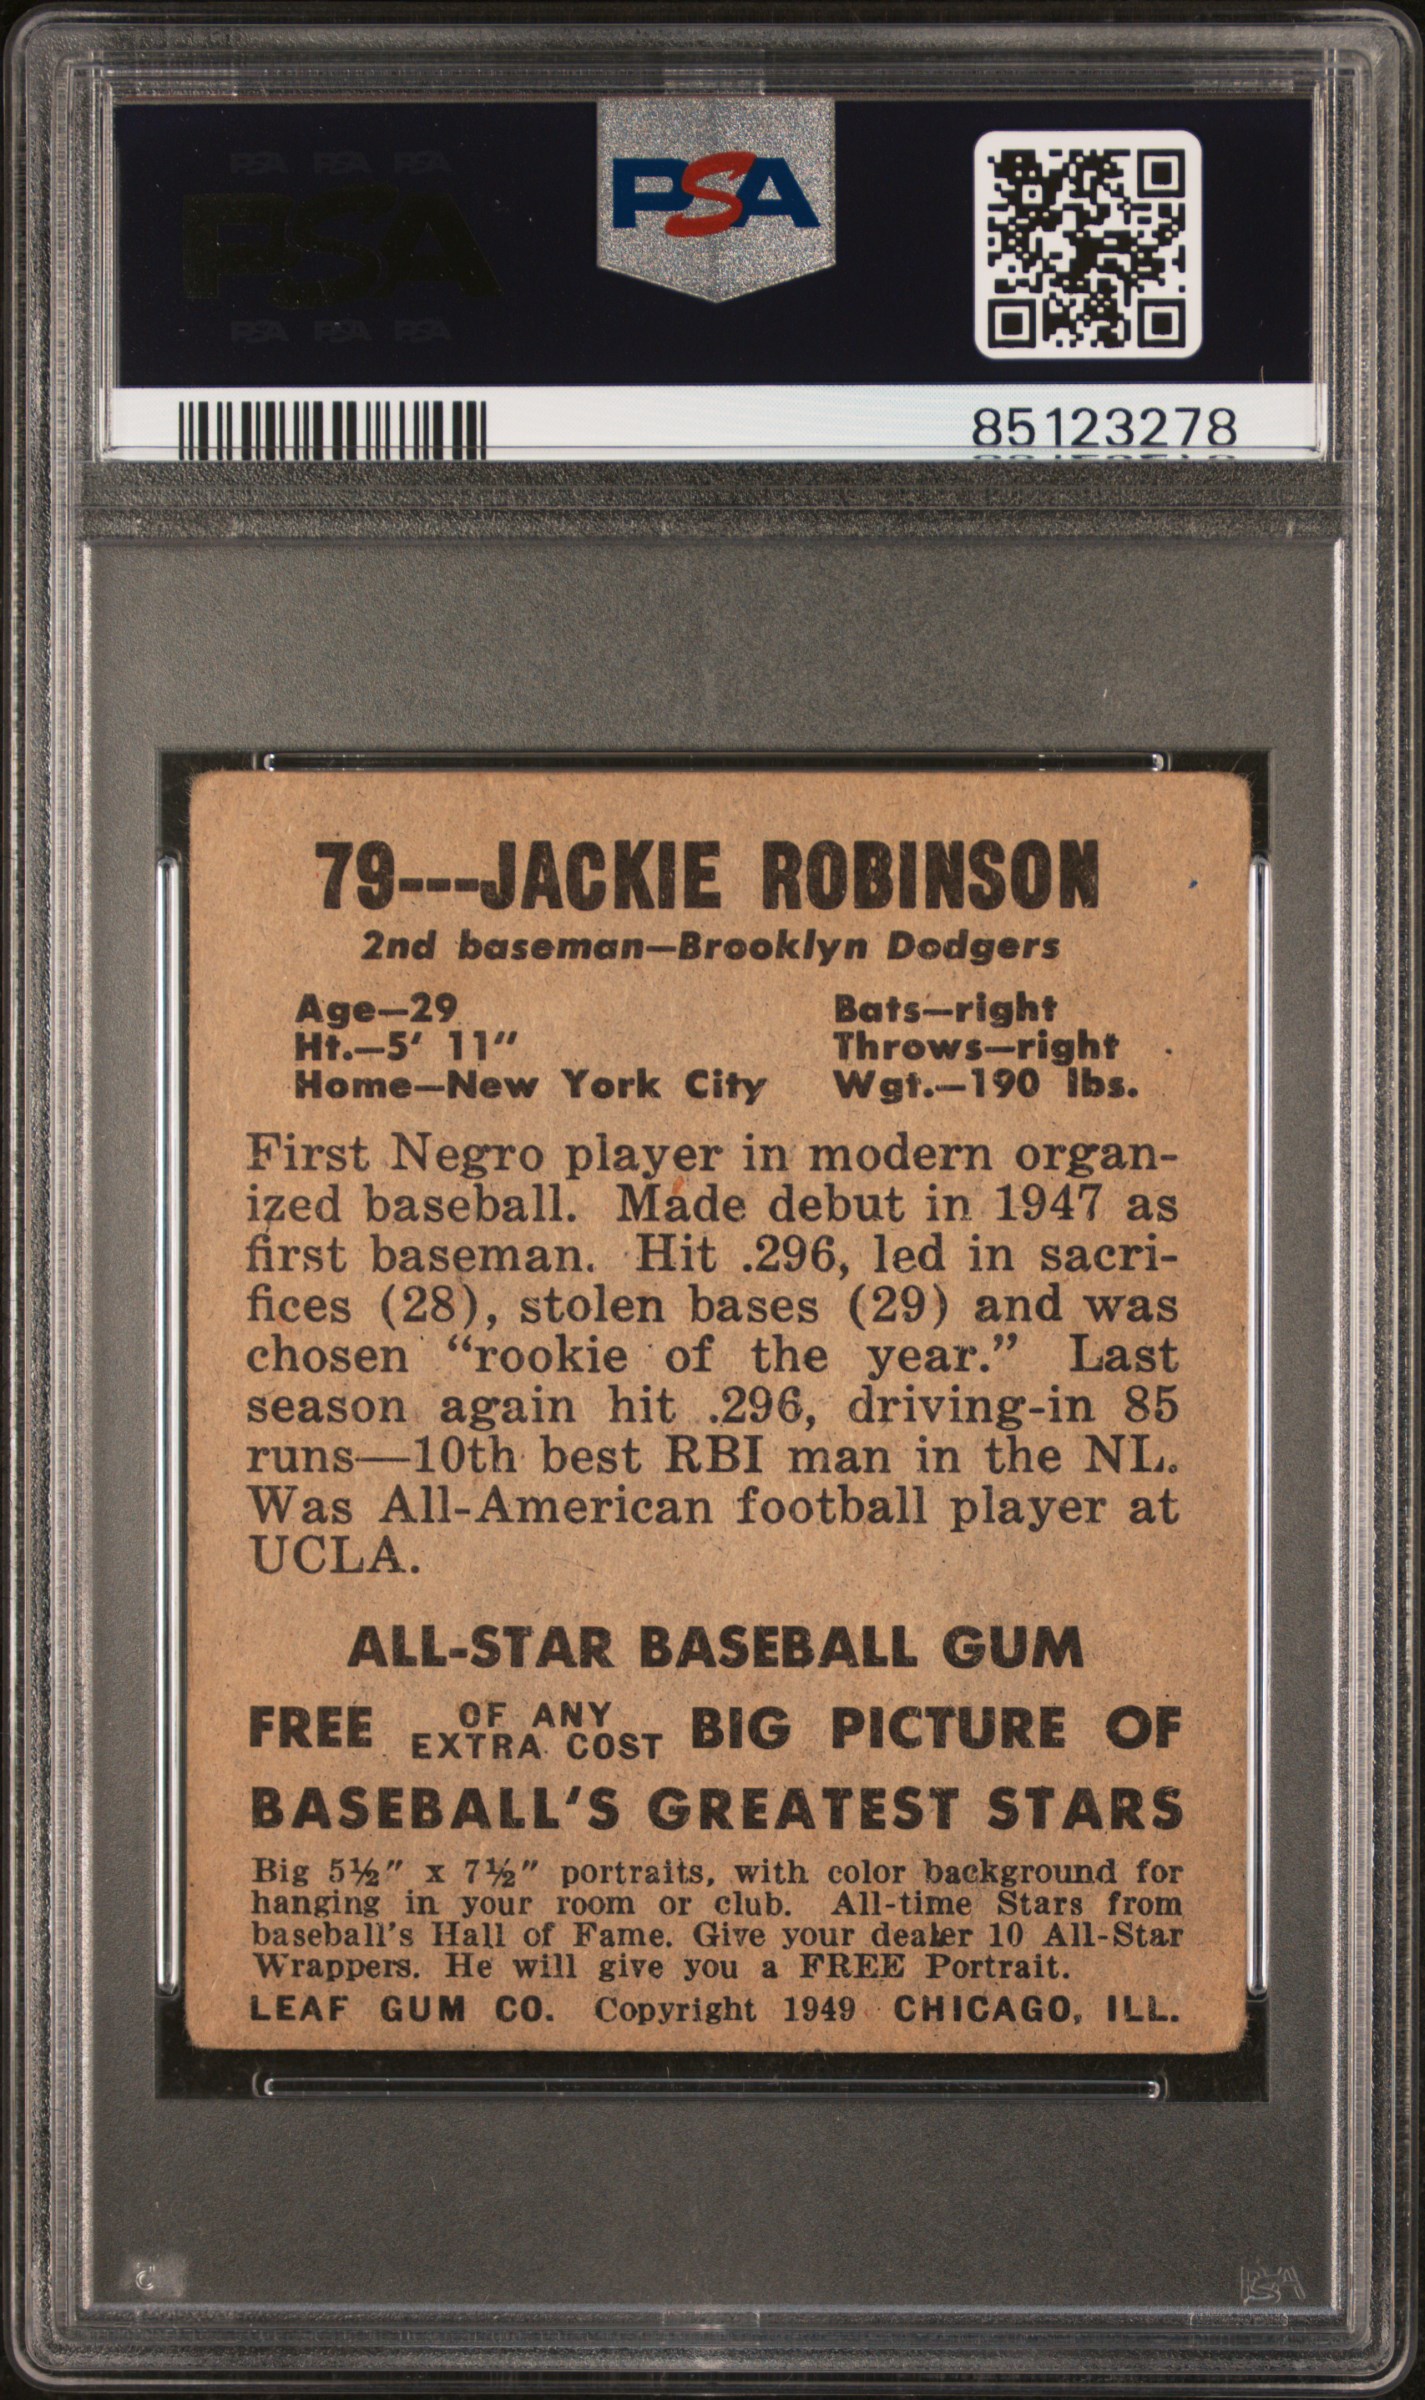 PSA PSA PSA
PSA
PSA PSA PSA
PSA
85123278
79---JACKIE ROBINSON
2nd baseman—Brooklyn Dodgers
Age—29 Bats—right
Ht.—5' 11" Throws—right
Home—New York City Wgt.—190 lbs.
First Negro player in modern organ-
ized baseball. Made debut in 1947 as
first baseman. Hit .296, led in sacri-
fices (28), stolen bases (29) and was
chosen “rookie of the year.” Last
season again hit .296, driving-in 85
runs—10th best RBI man in the NL.
Was All-American football player at
UCLA.
ALL-STAR BASEBALL GUM
FREE OF ANY EXTRA COST BIG PICTURE OF
BASEBALL'S GREATEST STARS
Big 5½" x 7½" portraits, with color background for
hanging in your room or club. All-time Stars from
baseball's Hall of Fame. Give your dealer 10 All-Star
Wrappers. He will give you a FREE Portrait.
LEAF GUM CO. Copyright 1949 CHICAGO, ILL.
PSA